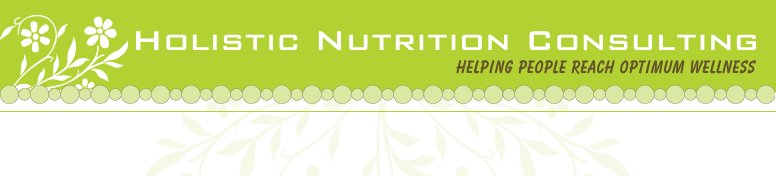 Holistic Nutrition Consulting
HELPING PEOPLE REACH OPTIMUM WELLNESS